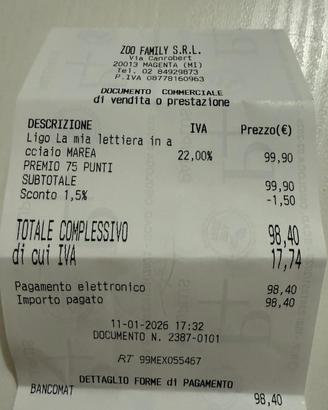 ZOO FAMILY S.R.L.
Via Canrobert
20013 MAGENTA (MI)
Tel. 02 84929873
P.IVA 08778160963
DOCUMENTO COMMERCIALE
di vendita o prestazione
DESCRIZIONE IVA Prezzo(€)
Ligo La mia lettiera in a
cciaio MAREA 22,00% 99,90
PREMIO 75 PUNTI
SUBTOTALE 99,90
Sconto 1,5% -1,50
TOTALE COMPLESSIVO 98,40
di cui IVA 17,74
Pagamento elettronico 98,40
Importo pagato 98,40
11-01-2026 17:32
DOCUMENTO N. 2387-0101
RT 99MEX055467
DETTAGLIO FORME di PAGAMENTO
BANCOMAT 98,40